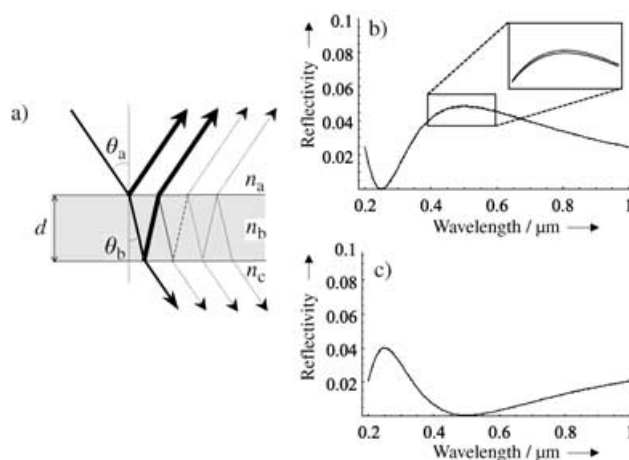 a)
θa
na
d
nb
θb
nc
b)
Reflectivity
0.1
0.08
0.06
0.04
0.02
0.2 0.4 0.6 0.8 1
Wavelength / μm
c)
Reflectivity
0.1
0.08
0.06
0.04
0.02
0.2 0.4 0.6 0.8 1
Wavelength / μm